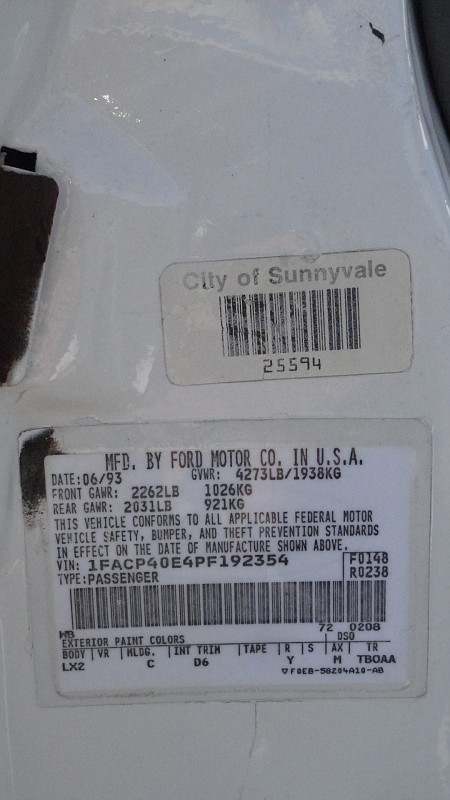 City of Sunnyvale
25594
MFD. BY FORD MOTOR CO. IN U.S.A.
DATE: 06/93 GVWR: 4273LB/1938KG
FRONT GAWR: 2262LB 1026KG
REAR GAWR: 2031LB 921KG
THIS VEHICLE CONFORMS TO ALL APPLICABLE FEDERAL MOTOR
VEHICLE SAFETY, BUMPER, AND THEFT PREVENTION STANDARDS
IN EFFECT ON THE DATE OF MANUFACTURE SHOWN ABOVE.
VIN: 1FACP40E4PF192354 F0148
TYPE: PASSENGER R0238
WB 72 0208
EXTERIOR PAINT COLORS DSO
BODY VR MLDG. INT TRIM TAPE R S AX TR
LX2 C D6 Y M TBOAA
▽F0EB-58204A10-AB